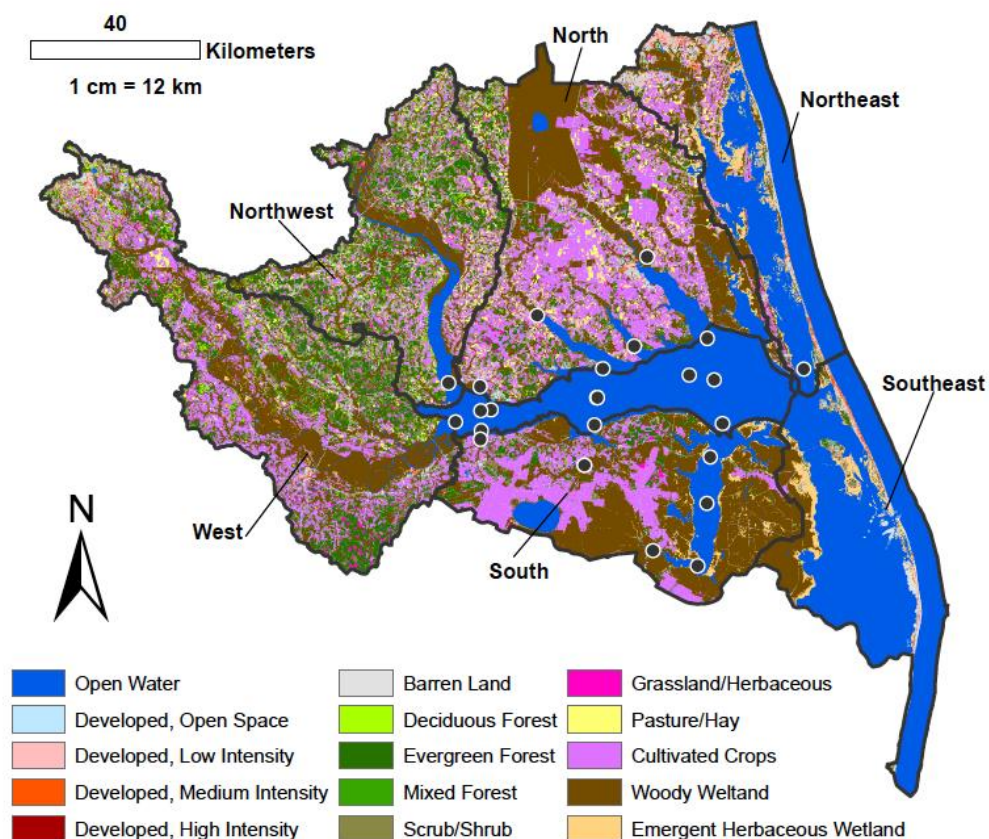 40
Kilometers
1 cm = 12 km
North
Northeast
Northwest
Southeast
N
West
South
Open Water
Developed, Open Space
Developed, Low Intensity
Developed, Medium Intensity
Developed, High Intensity
Barren Land
Deciduous Forest
Evergreen Forest
Mixed Forest
Scrub/Shrub
Grassland/Herbaceous
Pasture/Hay
Cultivated Crops
Woody Weltand
Emergent Herbaceous Wetland